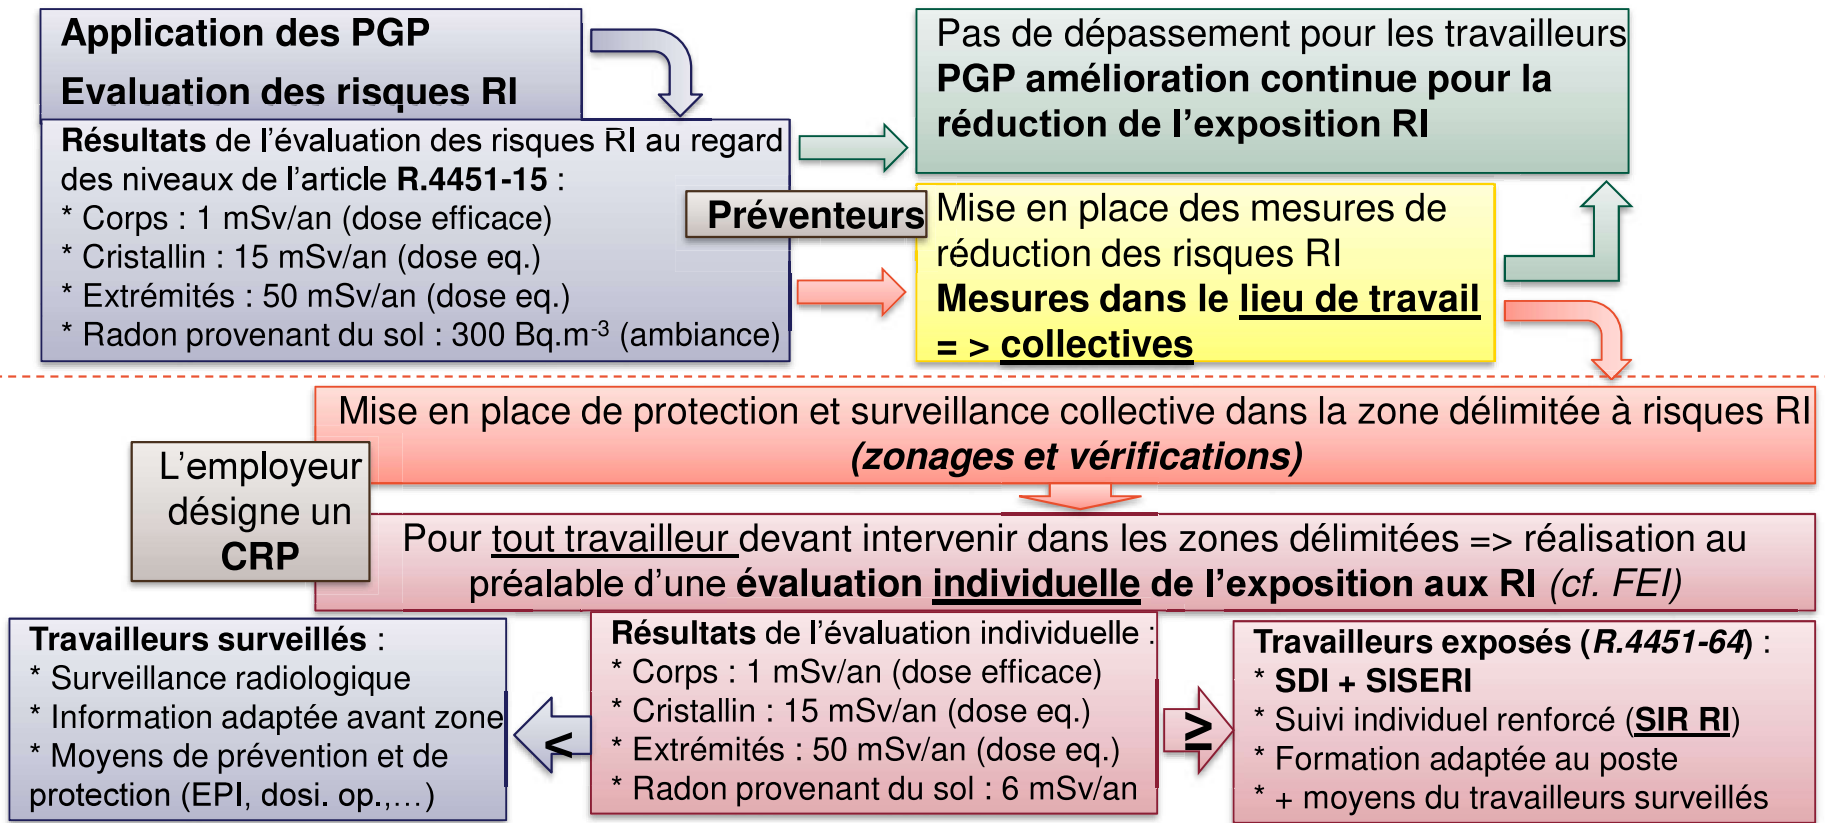 Application des PGP
Evaluation des risques RI
Résultats de l'évaluation des risques RI au regard
des niveaux de l'article R.4451-15 :
* Corps : 1 mSv/an (dose efficace)
* Cristallin : 15 mSv/an (dose eq.)
* Extrémités : 50 mSv/an (dose eq.)
* Radon provenant du sol : 300 Bq.m-3 (ambiance)
Pas de dépassement pour les travailleurs
PGP amélioration continue pour la
réduction de l'exposition RI
Préventeurs
Mise en place des mesures de
réduction des risques RI
Mesures dans le lieu de travail
= > collectives
Mise en place de protection et surveillance collective dans la zone délimitée à risques RI
(zonages et vérifications)
L'employeur
désigne un
CRP
Pour tout travailleur devant intervenir dans les zones délimitées => réalisation au
préalable d'une évaluation individuelle de l'exposition aux RI (cf. FEI)
Travailleurs surveillés :
* Surveillance radiologique
* Information adaptée avant zone
* Moyens de prévention et de
protection (EPI, dosi. op.,…)
<
Résultats de l'évaluation individuelle :
* Corps : 1 mSv/an (dose efficace)
* Cristallin : 15 mSv/an (dose eq.)
* Extrémités : 50 mSv/an (dose eq.)
* Radon provenant du sol : 6 mSv/an
≥
Travailleurs exposés (R.4451-64) :
* SDI + SISERI
* Suivi individuel renforcé (SIR RI)
* Formation adaptée au poste
* + moyens du travailleurs surveillés